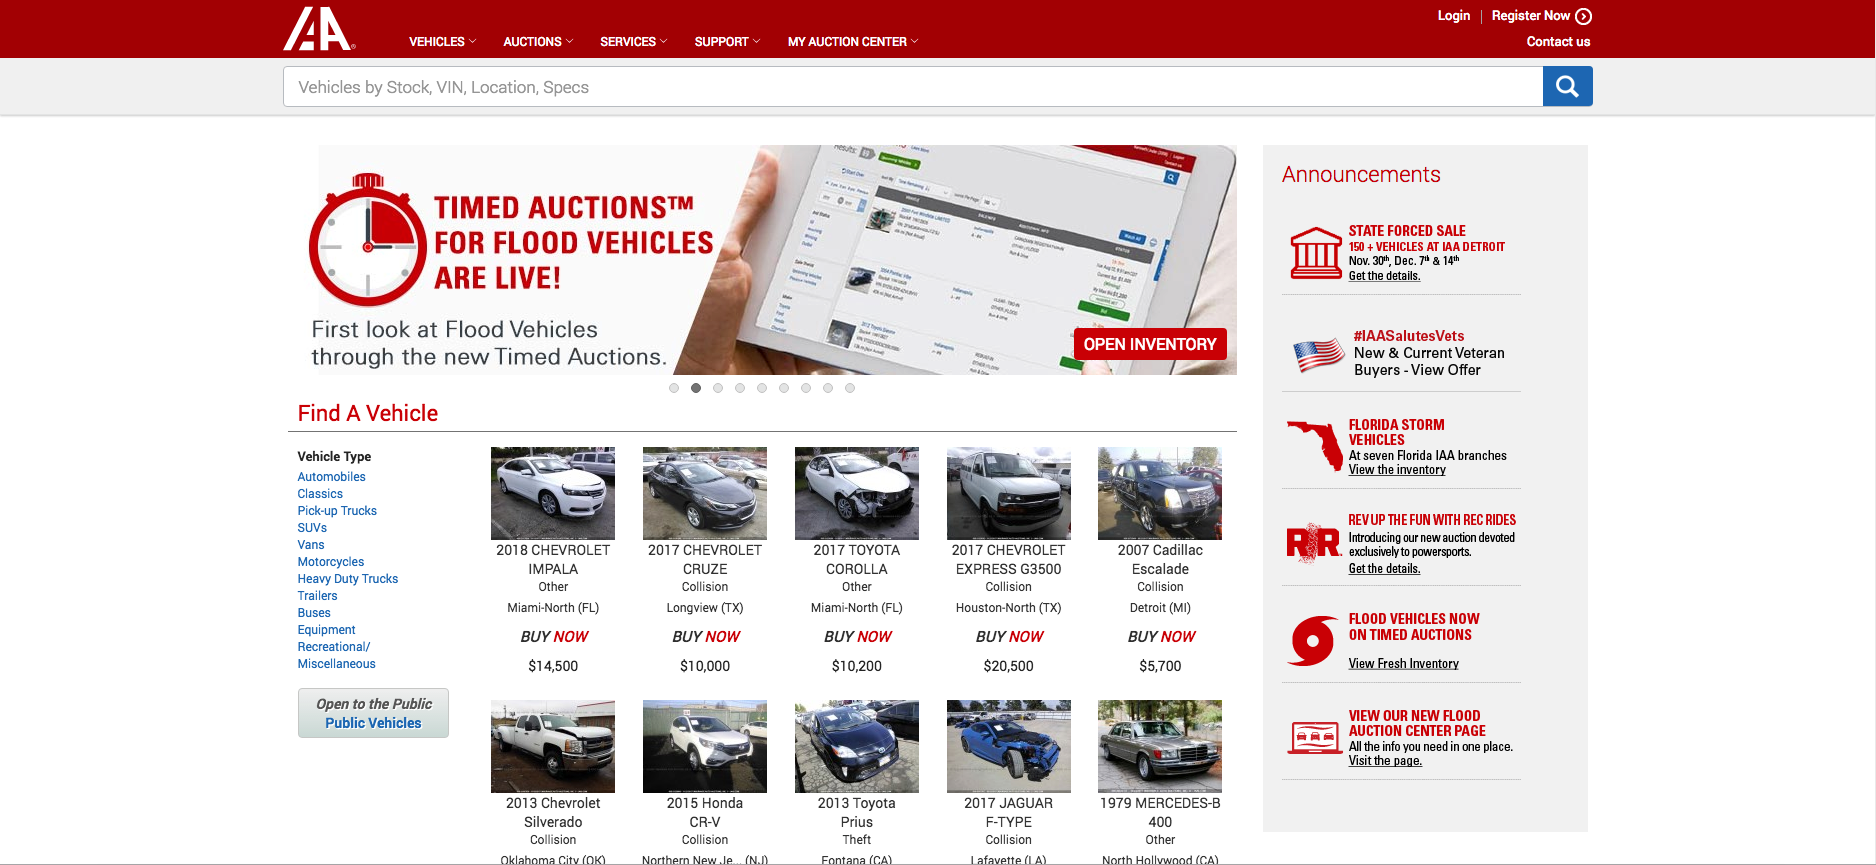 IAA
Login
Register Now
VEHICLES
AUCTIONS
SERVICES
SUPPORT
MY AUCTION CENTER
Contact us
Vehicles by Stock, VIN, Location, Specs
TIMED AUCTIONS™
FOR FLOOD VEHICLES
ARE LIVE!
First look at Flood Vehicles
through the new Timed Auctions.
OPEN INVENTORY
Find A Vehicle
Vehicle Type
Automobiles
Classics
Pick-up Trucks
SUVs
Vans
Motorcycles
Heavy Duty Trucks
Trailers
Buses
Equipment
Recreational/
Miscellaneous
Open to the Public
Public Vehicles
2018 CHEVROLET
IMPALA
Other
Miami-North (FL)
BUY NOW
$14,500
2017 CHEVROLET
CRUZE
Collision
Longview (TX)
BUY NOW
$10,000
2017 TOYOTA
COROLLA
Other
Miami-North (FL)
BUY NOW
$10,200
2017 CHEVROLET
EXPRESS G3500
Collision
Houston-North (TX)
BUY NOW
$20,500
2007 Cadillac
Escalade
Collision
Detroit (MI)
BUY NOW
$5,700
2013 Chevrolet
Silverado
Collision
Oklahoma City (OK)
2015 Honda
CR-V
Collision
Northern New Je... (NJ)
2013 Toyota
Prius
Theft
Fontana (CA)
2017 JAGUAR
F-TYPE
Collision
Lafayette (LA)
1979 MERCEDES-B
400
Other
North Hollywood (CA)
Announcements
STATE FORCED SALE
150 + VEHICLES AT IAA DETROIT
Nov. 30th, Dec. 7th & 14th
Get the details.
#IAASalutesVets
New & Current Veteran
Buyers - View Offer
FLORIDA STORM
VEHICLES
At seven Florida IAA branches
View the inventory
RR
REV UP THE FUN WITH REC RIDES
Introducing our new auction devoted
exclusively to powersports.
Get the details.
FLOOD VEHICLES NOW
ON TIMED AUCTIONS
View Fresh Inventory
VIEW OUR NEW FLOOD
AUCTION CENTER PAGE
All the info you need in one place.
Visit the page.